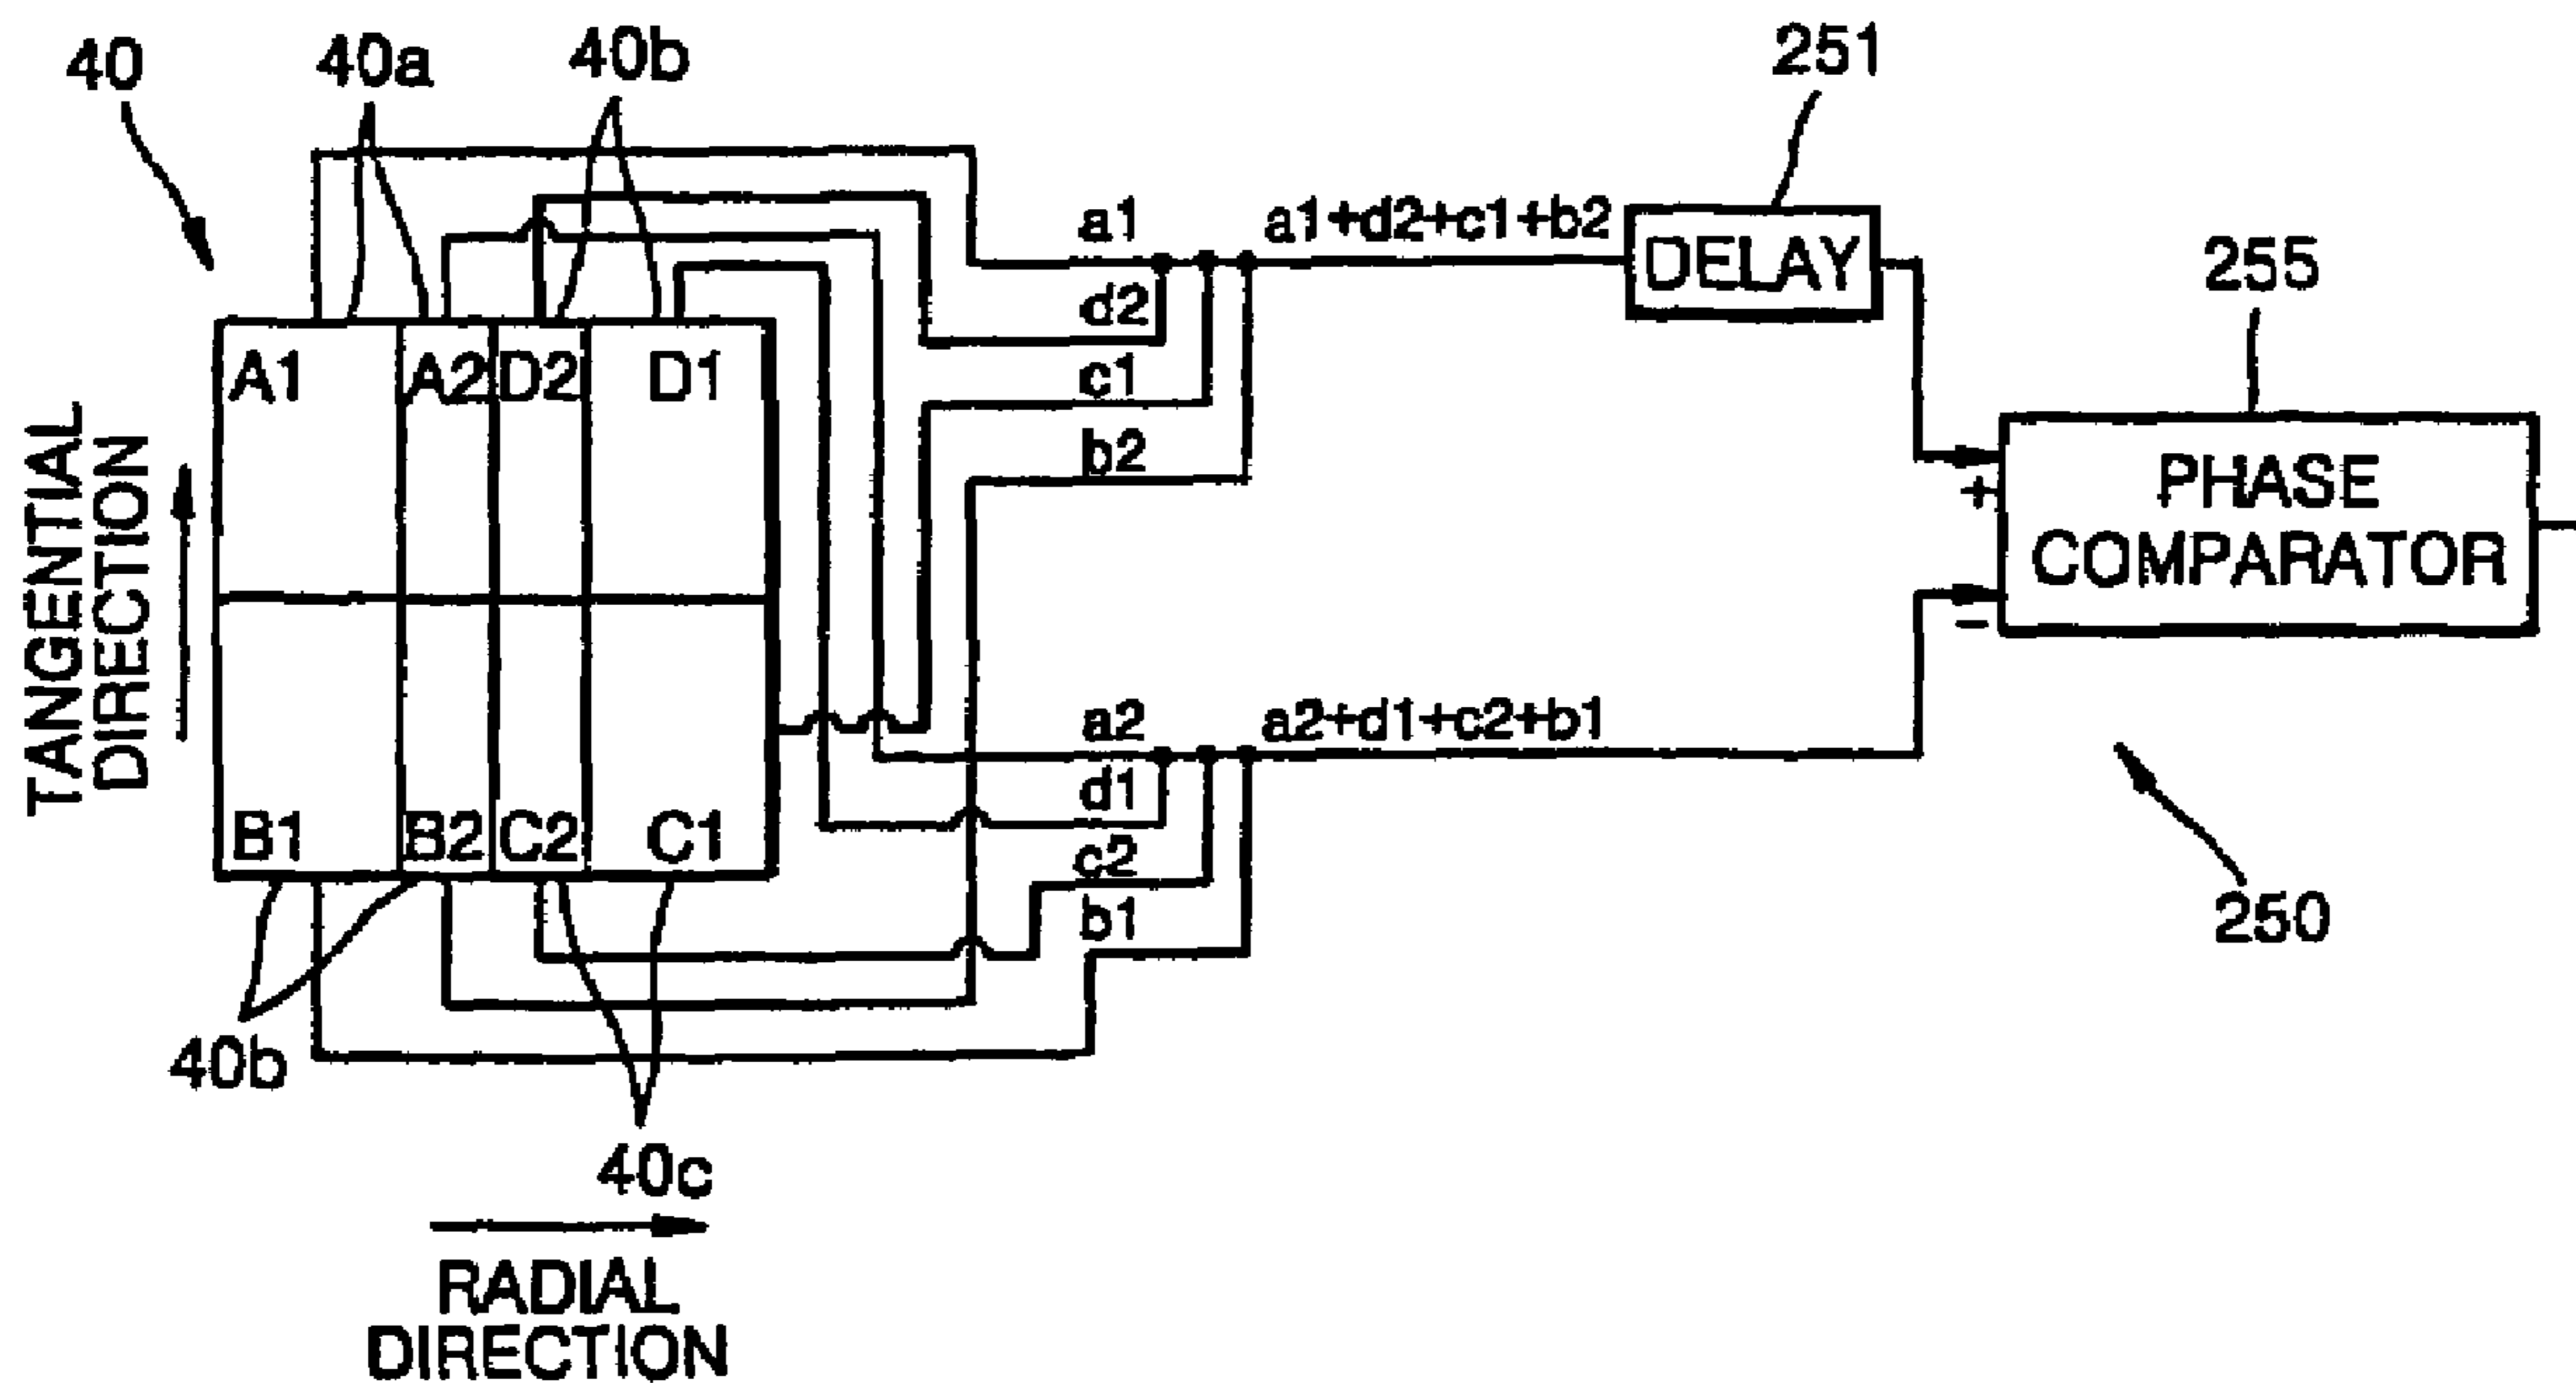 40
40a
40b
251
a1
a1+d2+c1+b2
DELAY
d2
255
A1
A2
D2
D1
c1
b2
+
PHASE
COMPARATOR
-
TANGENTIAL
DIRECTION
a2
a2+d1+c2+b1
d1
B1
B2
C2
C1
c2
b1
250
40b
40c
RADIAL
DIRECTION